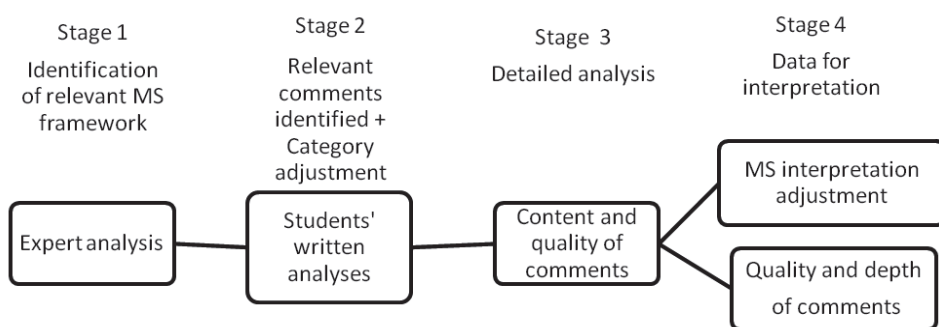 Stage 1
Identification
of relevant MS
framework
Stage 2
Relevant
comments
identified +
Category
adjustment
Stage 3
Detailed analysis
Stage 4
Data for
interpretation
Expert analysis
Students'
written
analyses
Content and
quality of
comments
MS interpretation
adjustment
Quality and depth
of comments